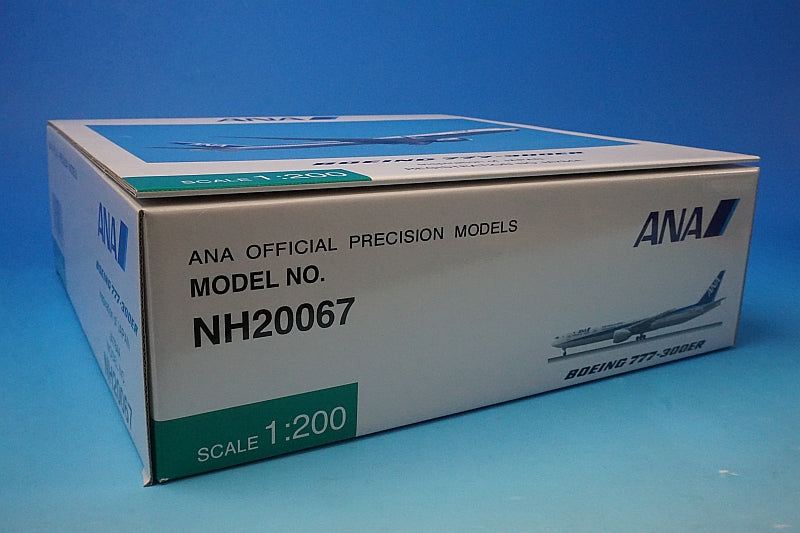 ANA
BOEING 777-300ER
SCALE 1:200
ANA OFFICIAL PRECISION MODELS
MODEL NO.
NH20067
SCALE 1:200
ANA
BOEING 777-300ER
ANA
BOEING 777-300ER
NH20067